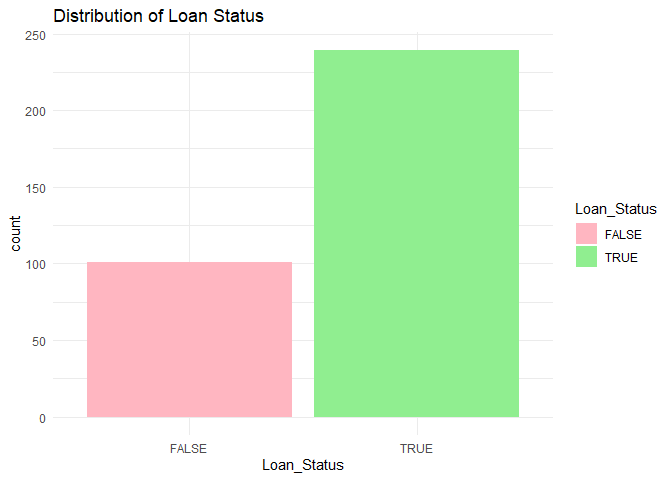 Distribution of Loan Status
250
200
150
100
50
0
count
FALSE
TRUE
Loan_Status
Loan_Status
FALSE
TRUE